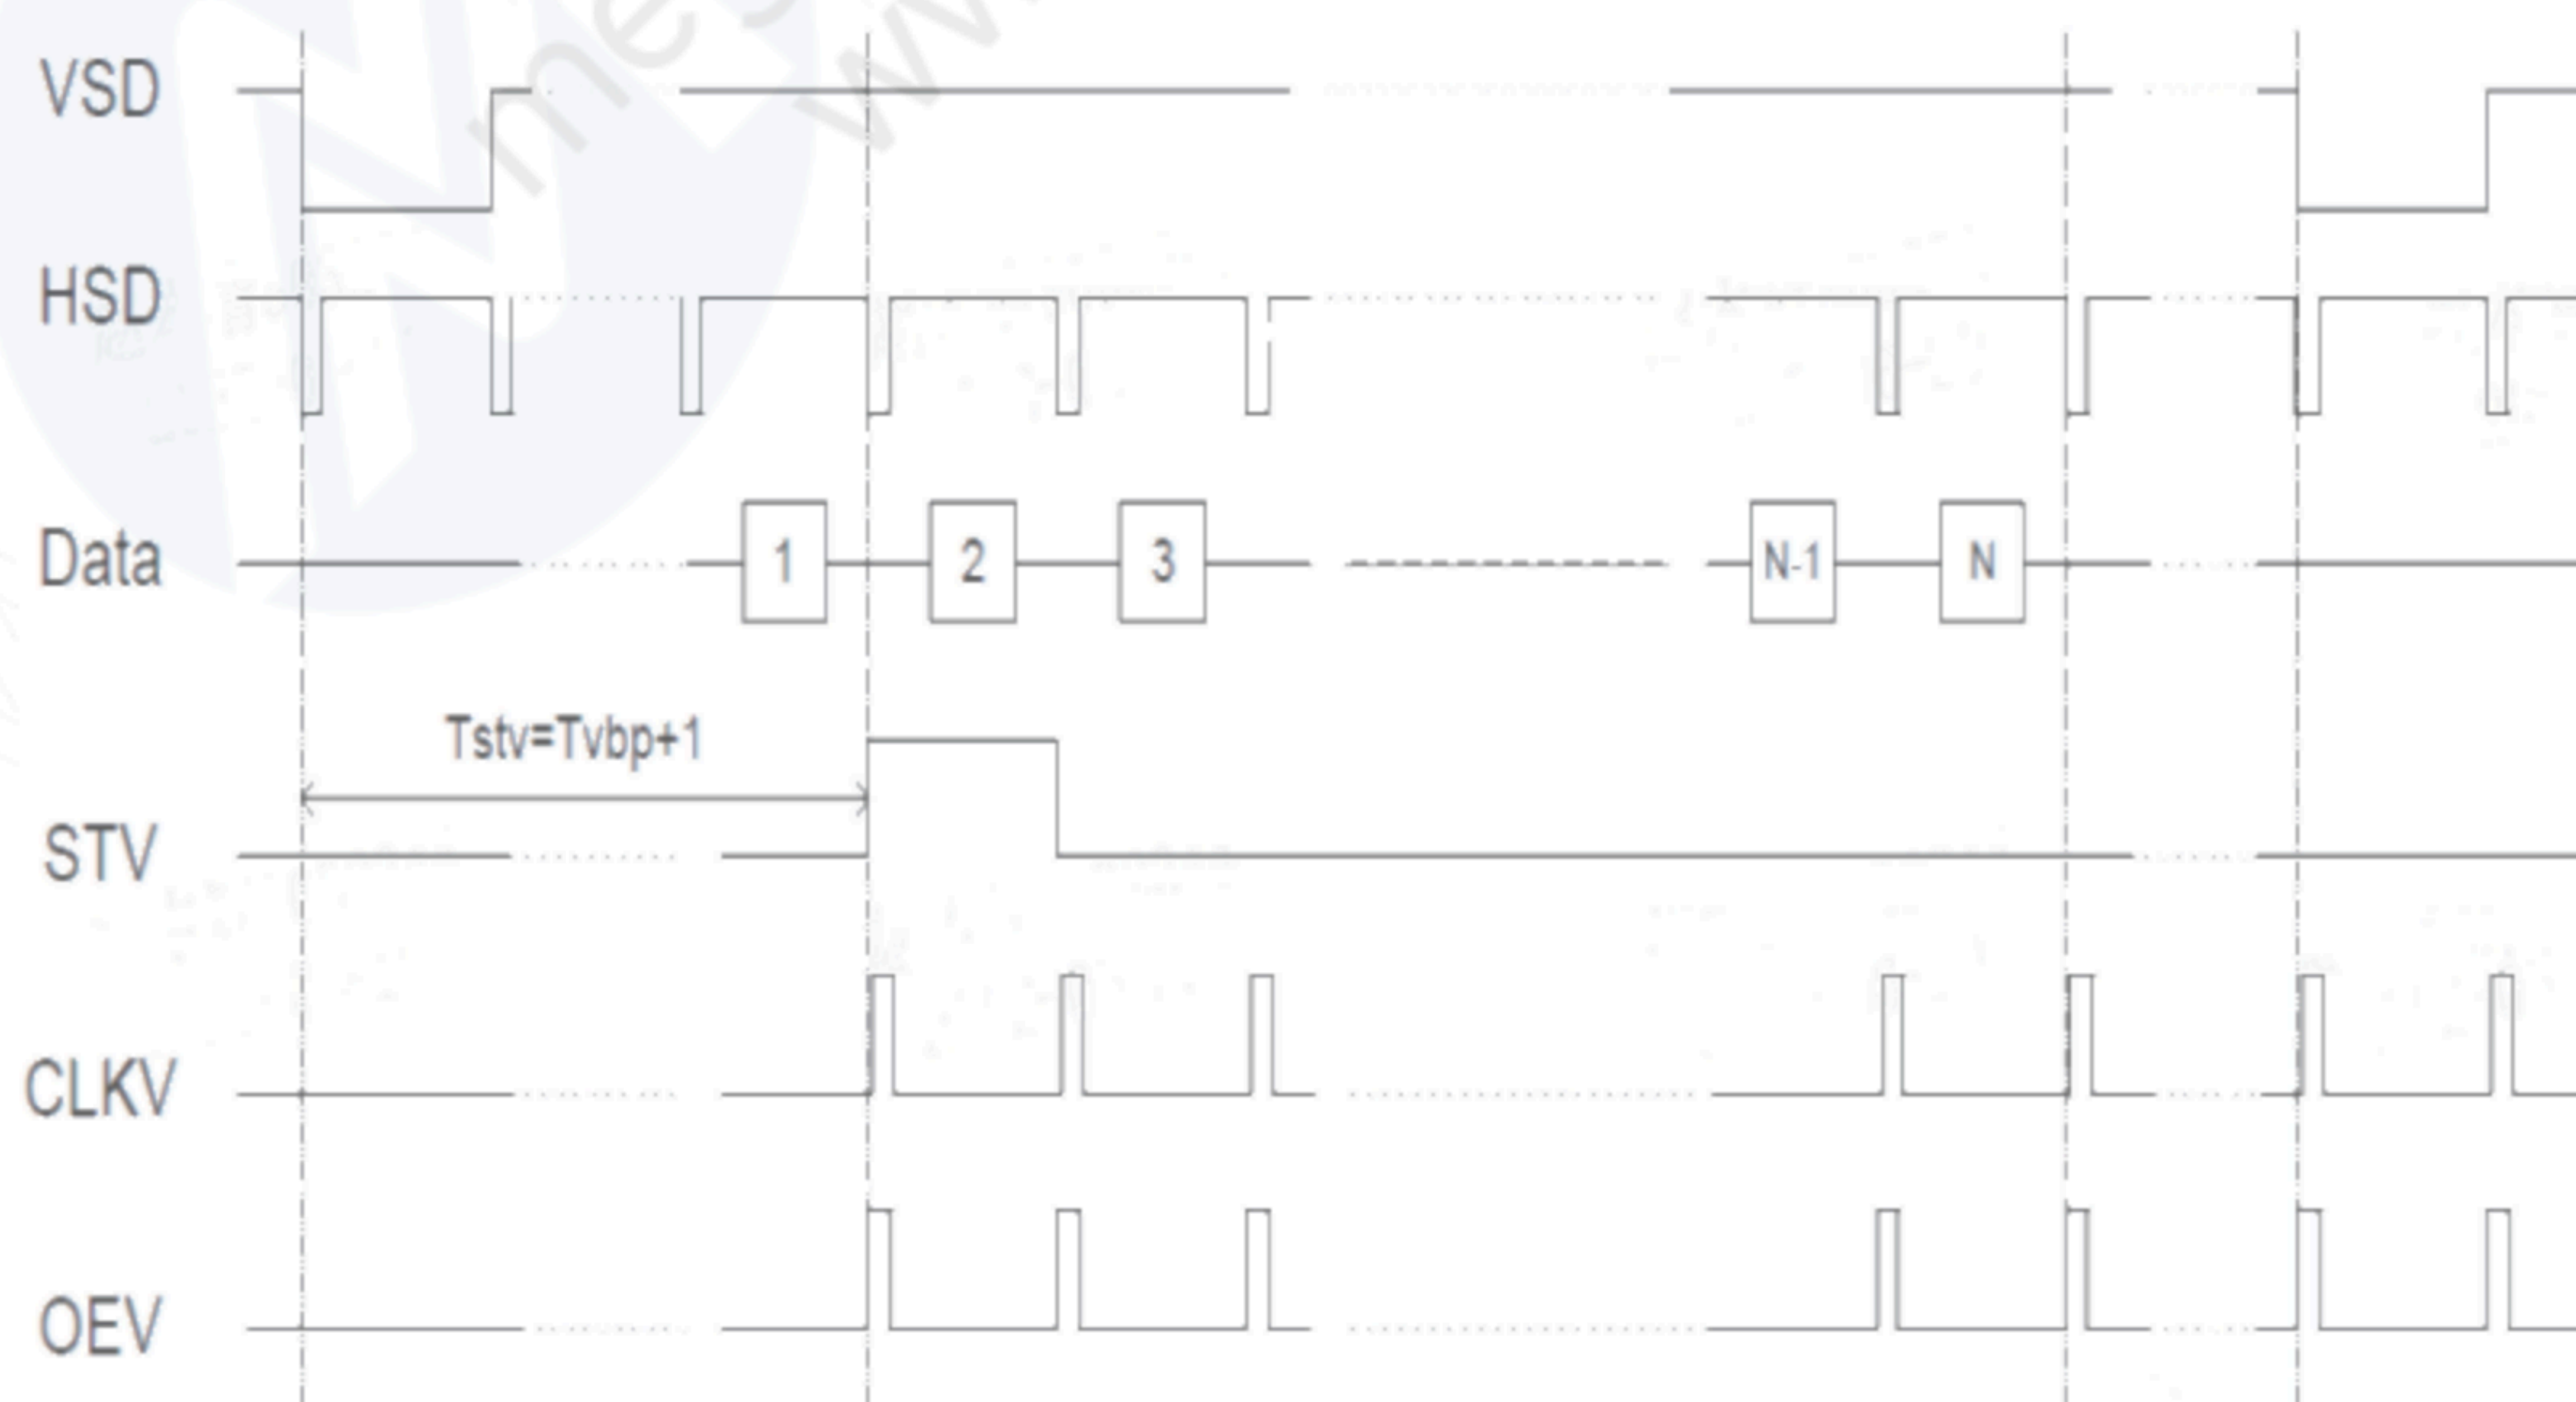 VSD
HSD
Data
1 2 3 N-1 N
Tstv=Tvbp+1
STV
CLKV
OEV